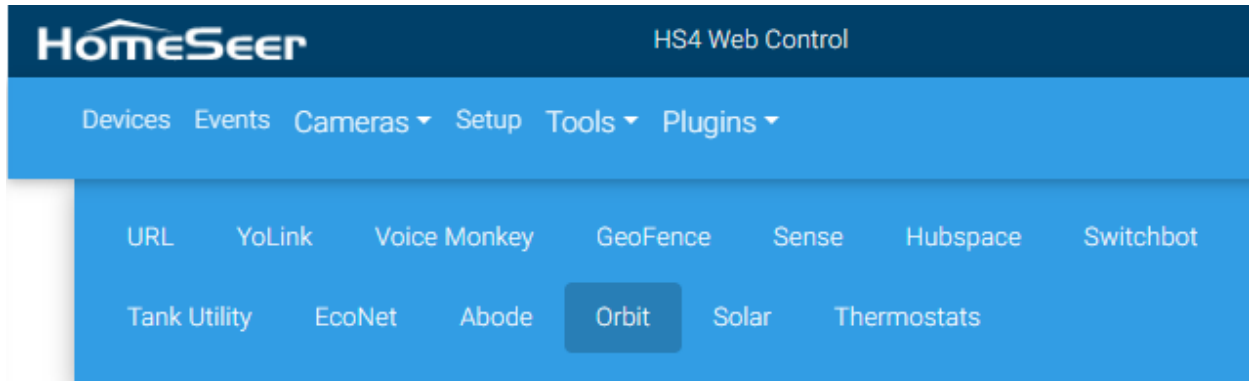 HomeSeer HS4 Web Control
Devices Events Cameras Setup Tools Plugins
URL YoLink Voice Monkey GeoFence Sense Hubspace Switchbot
Tank Utility EcoNet Abode Orbit Solar Thermostats